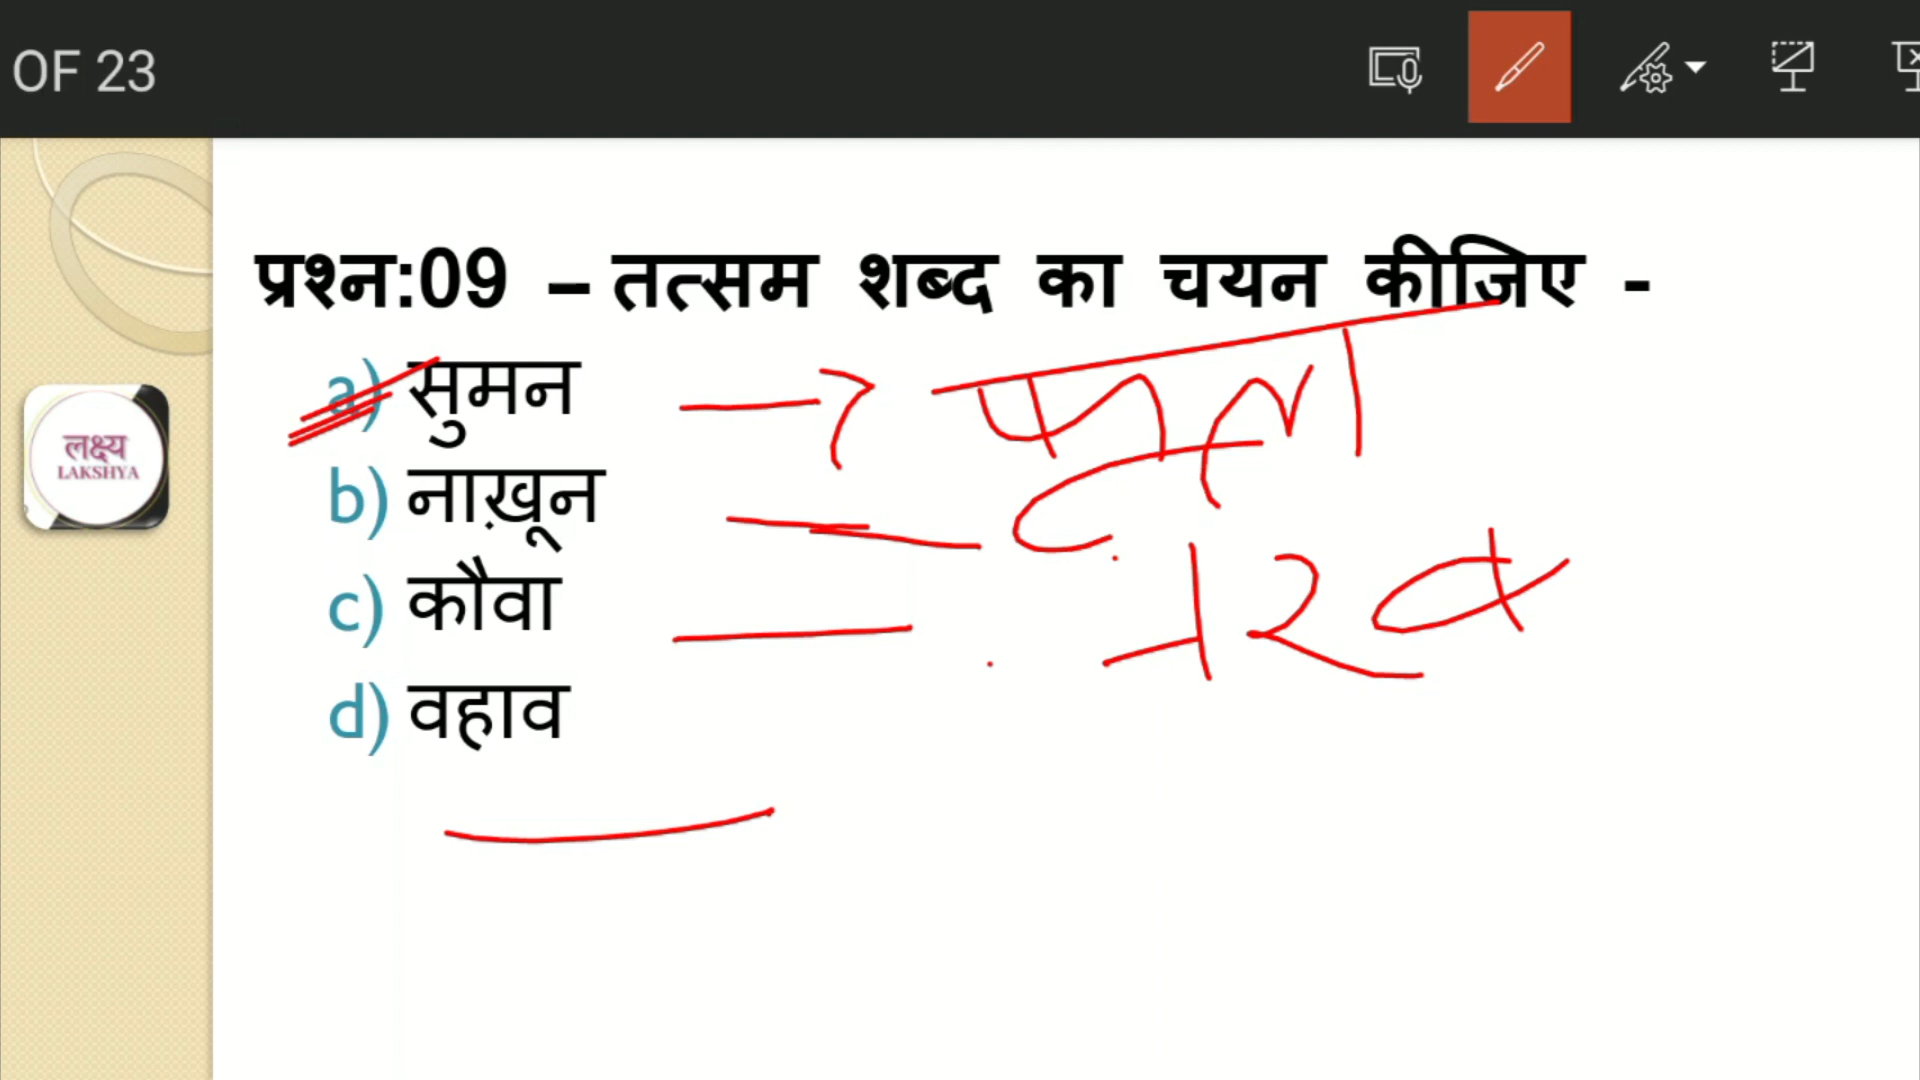 OF 23
प्रश्न:09 – तत्सम शब्द का चयन कीजिए -
a) सुमन
फूल
b) नाख़ून
c) कौवा
d) वहाव
लक्ष्य
LAKSHYA